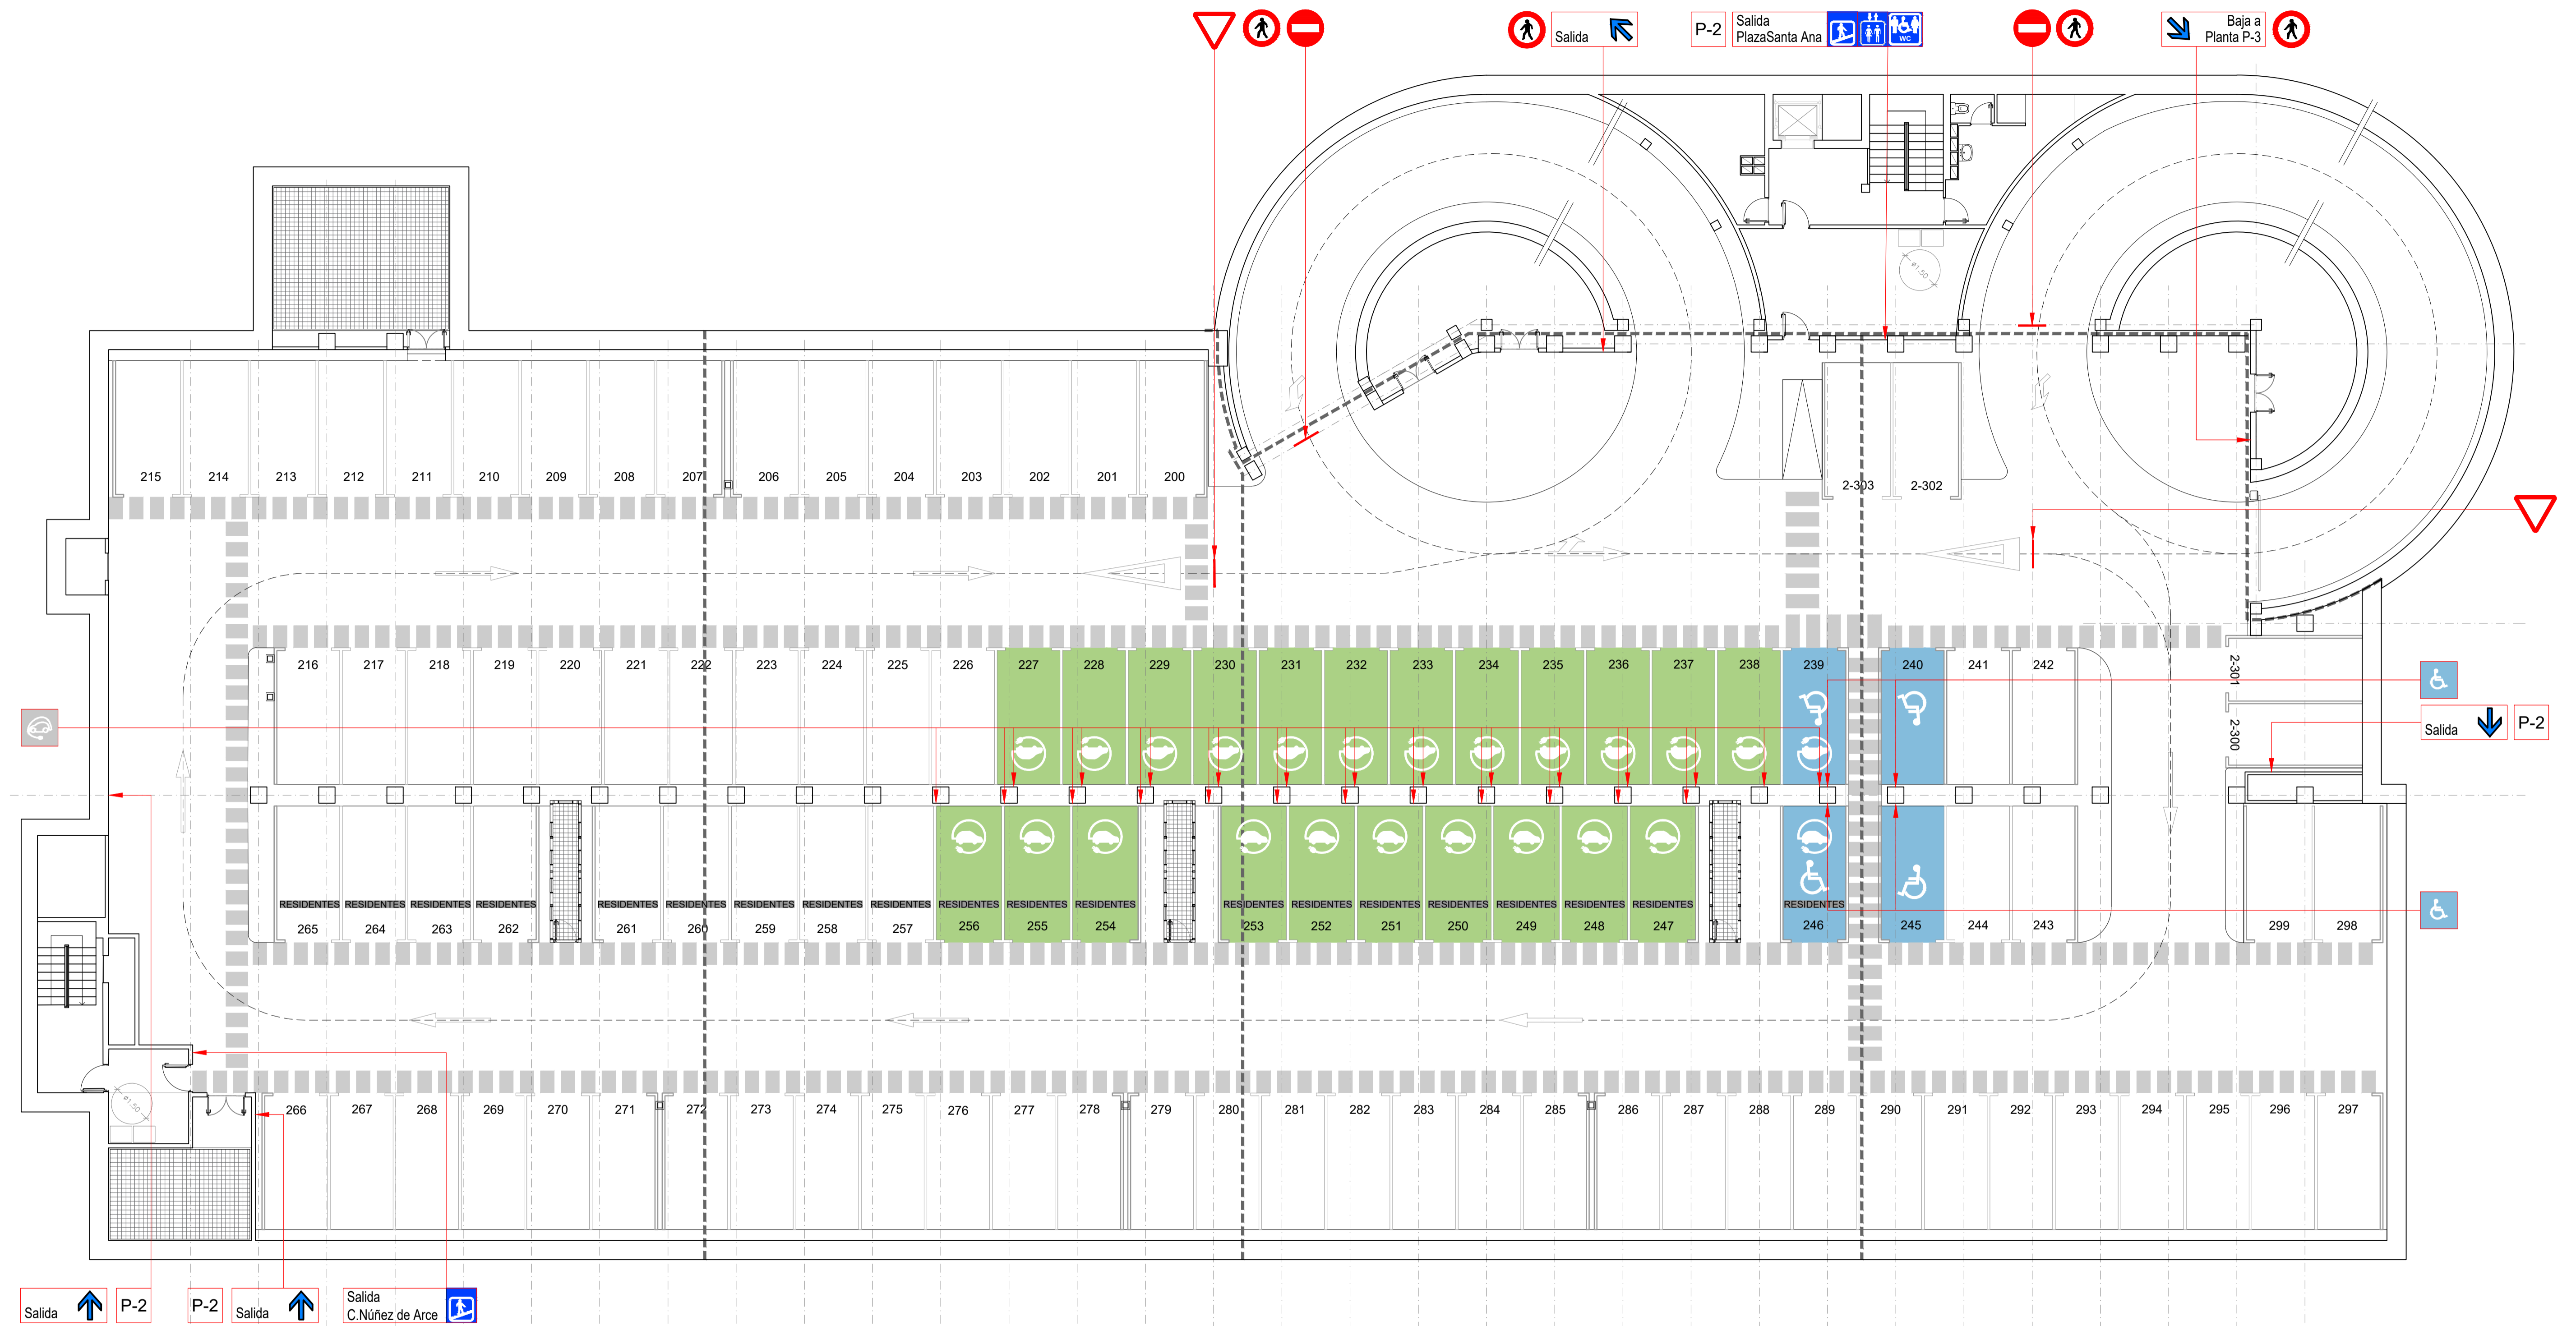 Salida
P-2
Salida
PlazaSanta Ana
WC
Baja a
Planta P-3
ø1.50
215 214 213 212 211 210 209 208 207 206 205 204 203 202 201 200
2-303 2-302
216 217 218 219 220 221 222 223 224 225 226 227 228 229 230 231 232 233 234 235 236 237 238 239 240 241 242
2-301
2-300
Salida
P-2
RESIDENTES RESIDENTES RESIDENTES RESIDENTES RESIDENTES RESIDENTES RESIDENTES RESIDENTES RESIDENTES RESIDENTES RESIDENTES RESIDENTES RESIDENTES RESIDENTES RESIDENTES RESIDENTES RESIDENTES RESIDENTES RESIDENTES RESIDENTES
265 264 263 262 261 260 259 258 257 256 255 254 253 252 251 250 249 248 247 246 245 244 243 299 298
ø1.50
266 267 268 269 270 271 272 273 274 275 276 277 278 279 280 281 282 283 284 285 286 287 288 289 290 291 292 293 294 295 296 297
Salida
P-2
P-2
Salida
Salida
C.Núñez de Arce